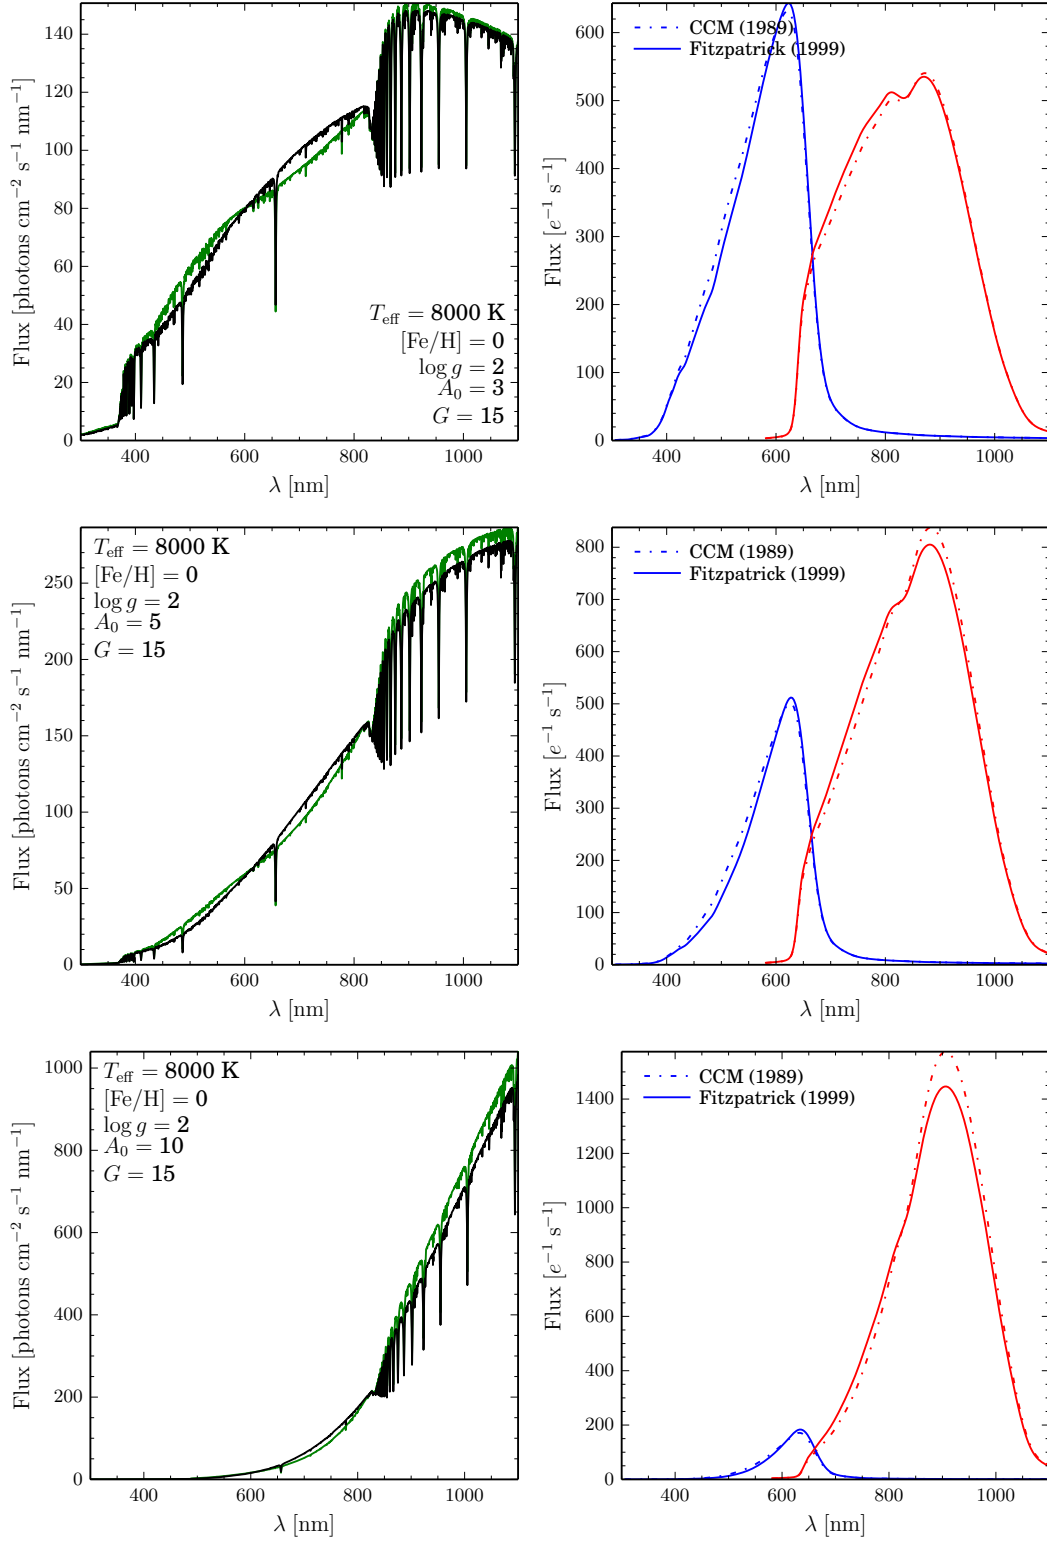 140
120
100
80
60
40
20
0
Flux [photons cm−2 s−1 nm−1]
Teff = 8000 K
[Fe/H] = 0
log g = 2
A0 = 3
G = 15
400 600 800 1000
λ [nm]
600
500
400
300
200
100
0
Flux [e−1 s−1]
CCM (1989)
Fitzpatrick (1999)
400 600 800 1000
λ [nm]
250
200
150
100
50
0
Flux [photons cm−2 s−1 nm−1]
Teff = 8000 K
[Fe/H] = 0
log g = 2
A0 = 5
G = 15
400 600 800 1000
λ [nm]
800
700
600
500
400
300
200
100
0
Flux [e−1 s−1]
CCM (1989)
Fitzpatrick (1999)
400 600 800 1000
λ [nm]
1000
800
600
400
200
0
Flux [photons cm−2 s−1 nm−1]
Teff = 8000 K
[Fe/H] = 0
log g = 2
A0 = 10
G = 15
400 600 800 1000
λ [nm]
1400
1200
1000
800
600
400
200
0
Flux [e−1 s−1]
CCM (1989)
Fitzpatrick (1999)
400 600 800 1000
λ [nm]